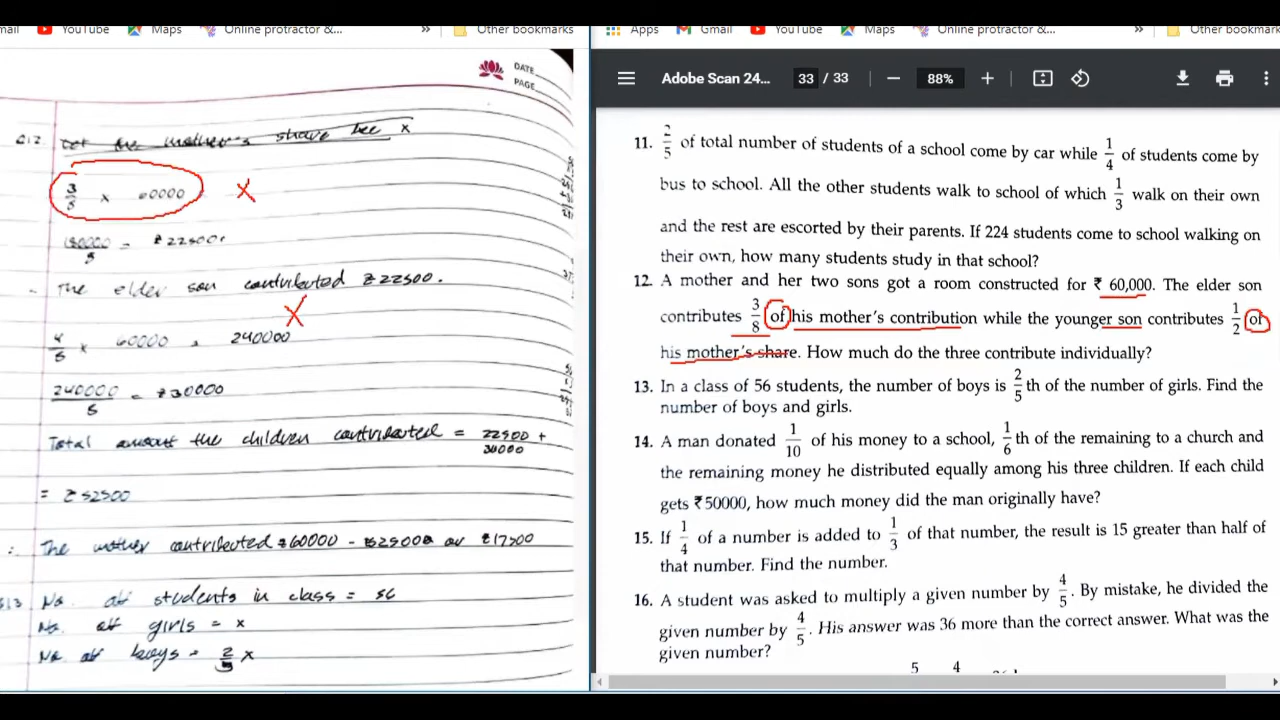 YouTube
Maps
Online protractor &...
»
Other bookmarks
DATE
PAGE
Let the mother's share bee x
3/8 x 60000
= ₹22500
The elder son contributed ₹22500.
x 60000 = 240000
240000/8 = ₹30000
Total amount the children contributed = 22500 +
30000
= ₹52500
∴ The mother contributed ₹60000 - ₹52500 or ₹17500
No. of students in class = 56
No. of girls = x
No. of boys = 2/5 x
Apps
Gmail
YouTube
Maps
Online protractor &...
»
Other bookmark
Adobe Scan 24... 33 / 33 — 88% +
11. 2/5 of total number of students of a school come by car while 1/4 of students come by
bus to school. All the other students walk to school of which 1/3 walk on their own
and the rest are escorted by their parents. If 224 students come to school walking on
their own, how many students study in that school?
12. A mother and her two sons got a room constructed for ₹ 60,000. The elder son
contributes 3/8 of his mother's contribution while the younger son contributes 1/2 of
his mother's share. How much do the three contribute individually?
13. In a class of 56 students, the number of boys is 2/5 th of the number of girls. Find the
number of boys and girls.
14. A man donated 1/10 of his money to a school, 1/6 th of the remaining to a church and
the remaining money he distributed equally among his three children. If each child
gets ₹50000, how much money did the man originally have?
15. If 1/4 of a number is added to 1/3 of that number, the result is 15 greater than half of
that number. Find the number.
16. A student was asked to multiply a given number by 4/5. By mistake, he divided the
given number by 4/5. His answer was 36 more than the correct answer. What was the
given number?
5 4